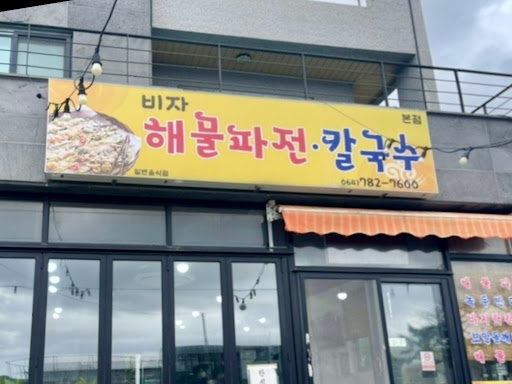 비자
본점
해물파전·칼국수
일반음식점
(064)782-7600